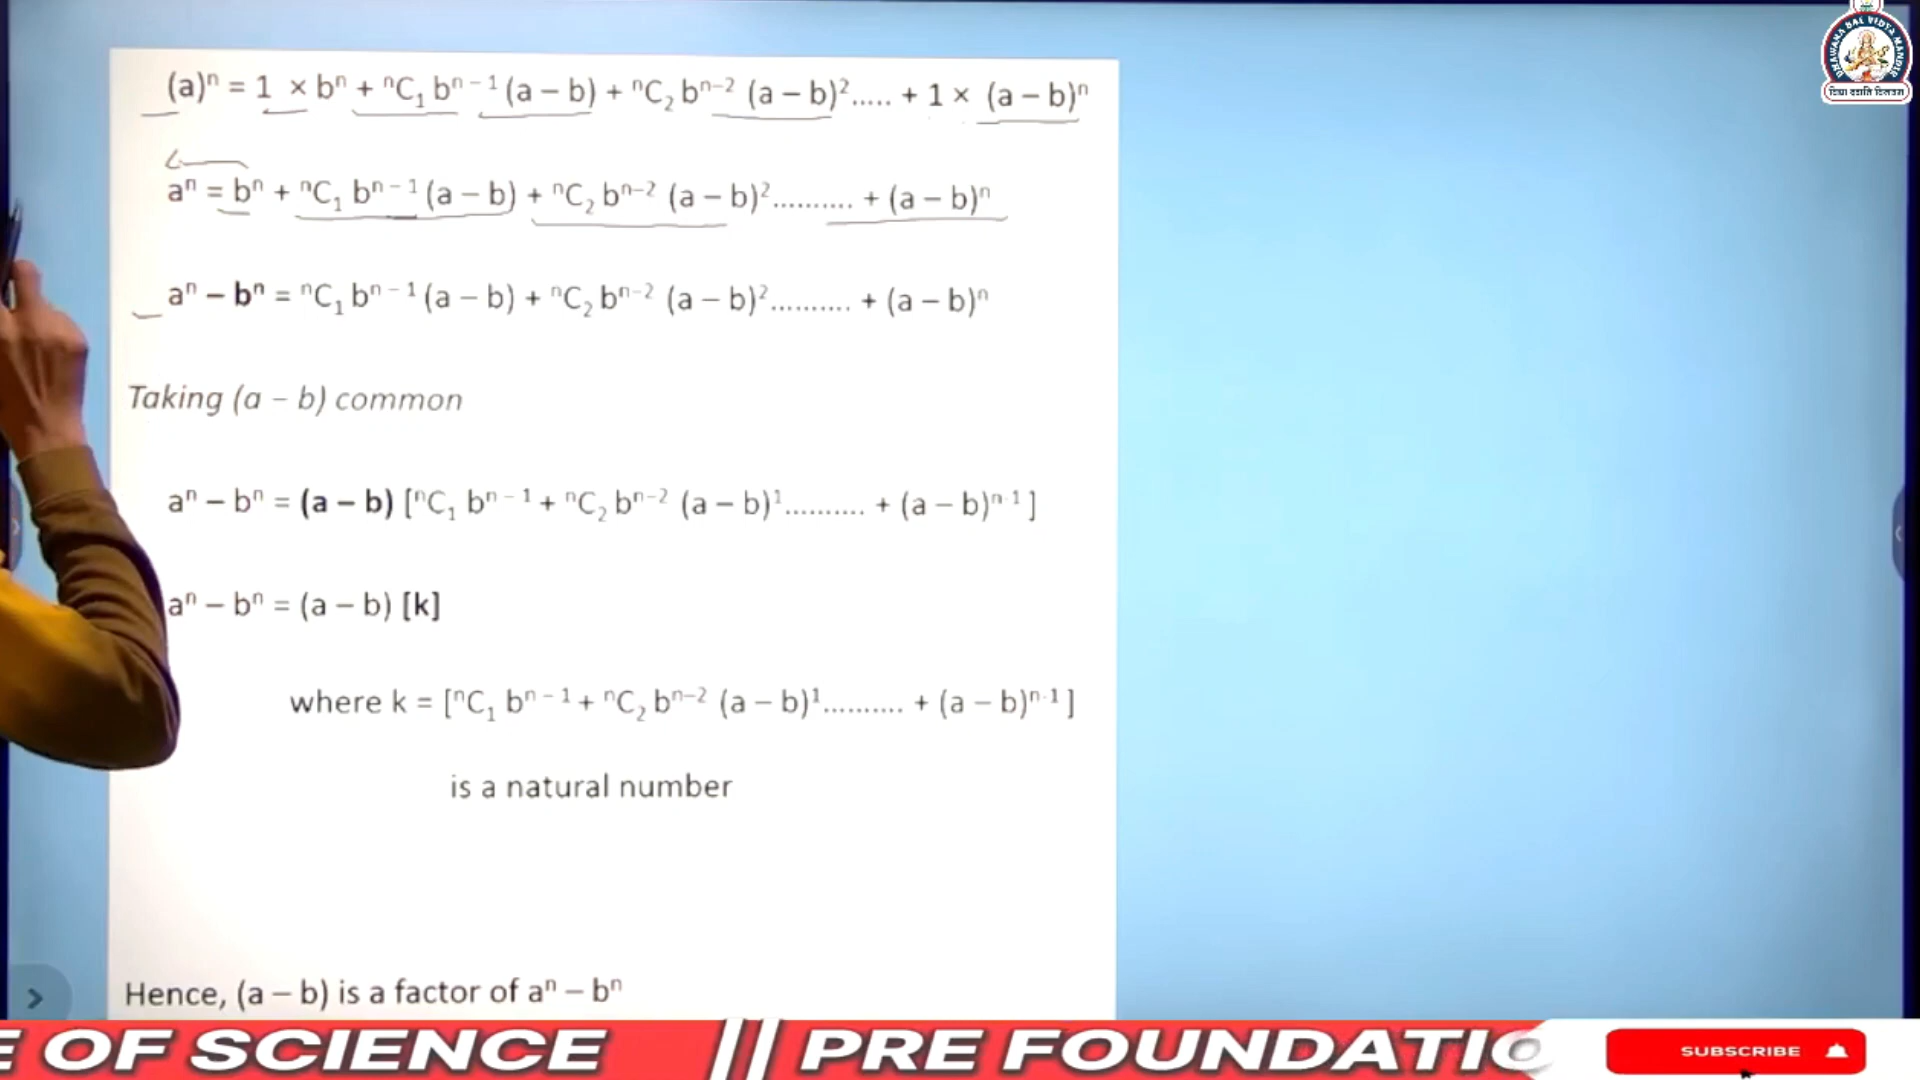 (a)ⁿ = 1 × bⁿ + ⁿC₁ bⁿ⁻¹ (a – b) + ⁿC₂ bⁿ⁻² (a – b)²..... + 1 × (a – b)ⁿ
aⁿ = bⁿ + ⁿC₁ bⁿ⁻¹ (a – b) + ⁿC₂ bⁿ⁻² (a – b)².......... + (a – b)ⁿ
aⁿ – bⁿ = ⁿC₁ bⁿ⁻¹ (a – b) + ⁿC₂ bⁿ⁻² (a – b)².......... + (a – b)ⁿ
Taking (a – b) common
aⁿ – bⁿ = (a – b) [ⁿC₁ bⁿ⁻¹ + ⁿC₂ bⁿ⁻² (a – b)¹.......... + (a – b)ⁿ⁻¹ ]
aⁿ – bⁿ = (a – b) [k]
where k = [ⁿC₁ bⁿ⁻¹ + ⁿC₂ bⁿ⁻² (a – b)¹.......... + (a – b)ⁿ⁻¹ ]
is a natural number
Hence, (a – b) is a factor of aⁿ – bⁿ
E OF SCIENCE || PRE FOUNDATIO
SUBSCRIBE